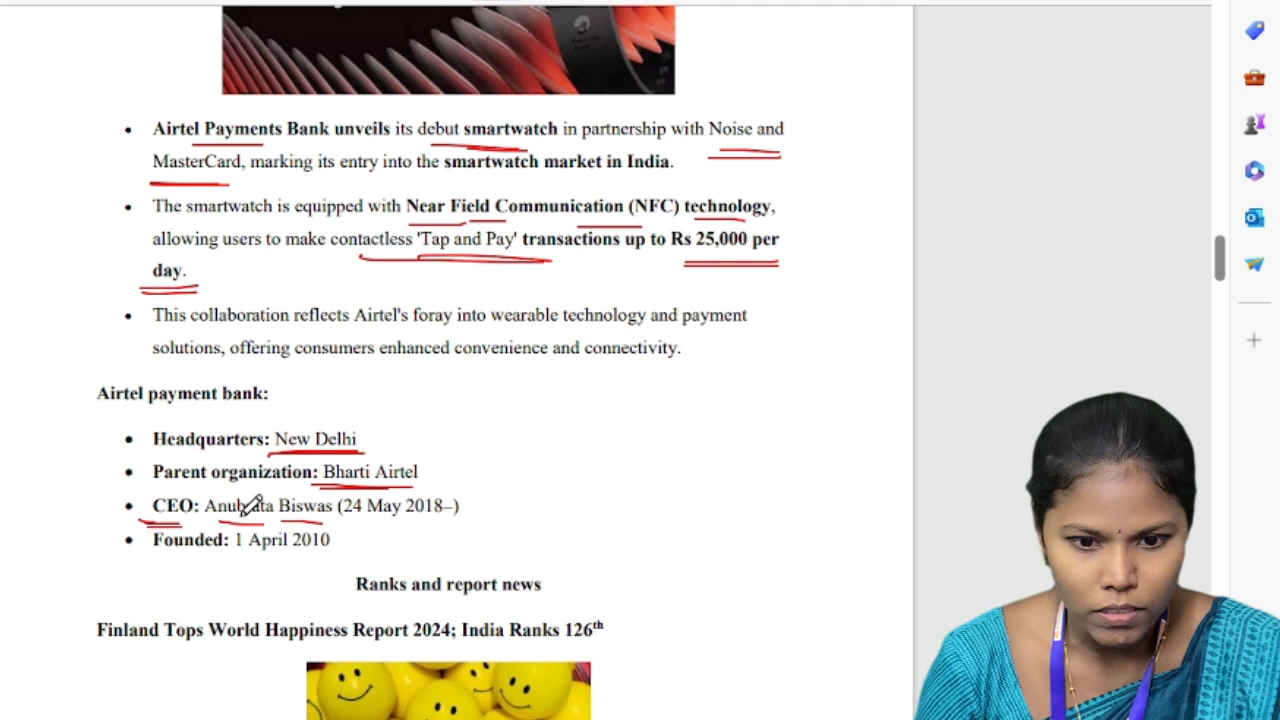 Airtel Payments Bank unveils its debut smartwatch in partnership with Noise and
MasterCard, marking its entry into the smartwatch market in India.
The smartwatch is equipped with Near Field Communication (NFC) technology,
allowing users to make contactless 'Tap and Pay' transactions up to Rs 25,000 per
day.
This collaboration reflects Airtel's foray into wearable technology and payment
solutions, offering consumers enhanced convenience and connectivity.
Airtel payment bank:
Headquarters: New Delhi
Parent organization: Bharti Airtel
CEO: Biswas (24 May 2018–)
Founded: 1 April 2010
Ranks and report news
Finland Tops World Happiness Report 2024; India Ranks 126th